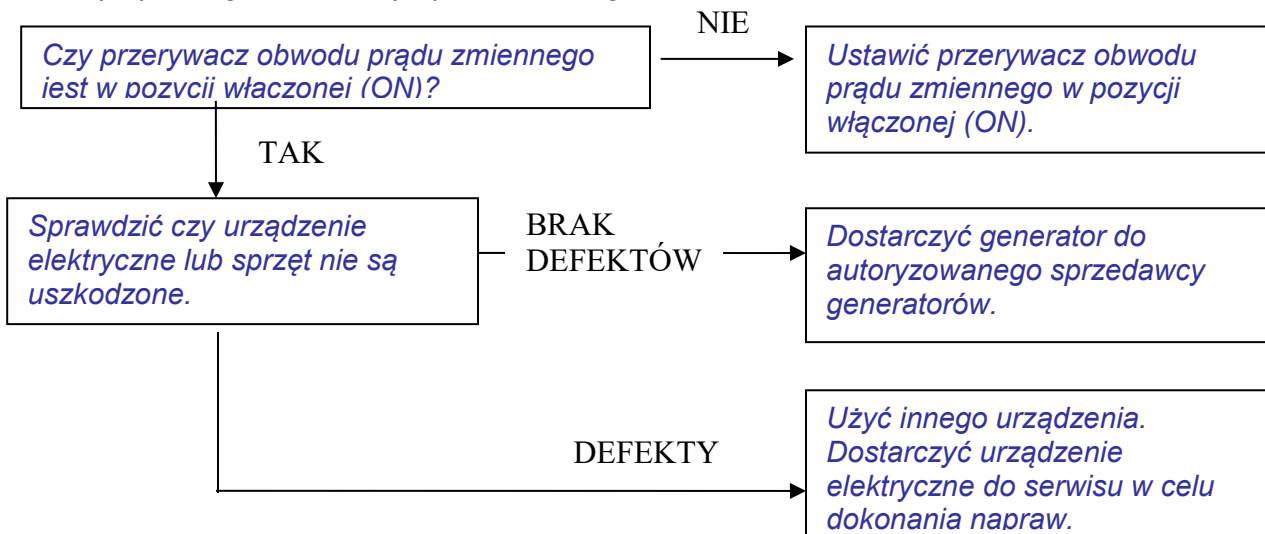 Czy przerywacz obwodu prądu zmiennego
jest w pozycji włączonej (ON)?
NIE
Ustawić przerywacz obwodu
prądu zmiennego w pozycji
włączonej (ON).
TAK
Sprawdzić czy urządzenie
elektryczne lub sprzęt nie są
uszkodzone.
BRAK
DEFEKTÓW
Dostarczyć generator do
autoryzowanego sprzedawcy
generatorów.
DEFEKTY
Użyć innego urządzenia.
Dostarczyć urządzenie
elektryczne do serwisu w celu
dokonania napraw.